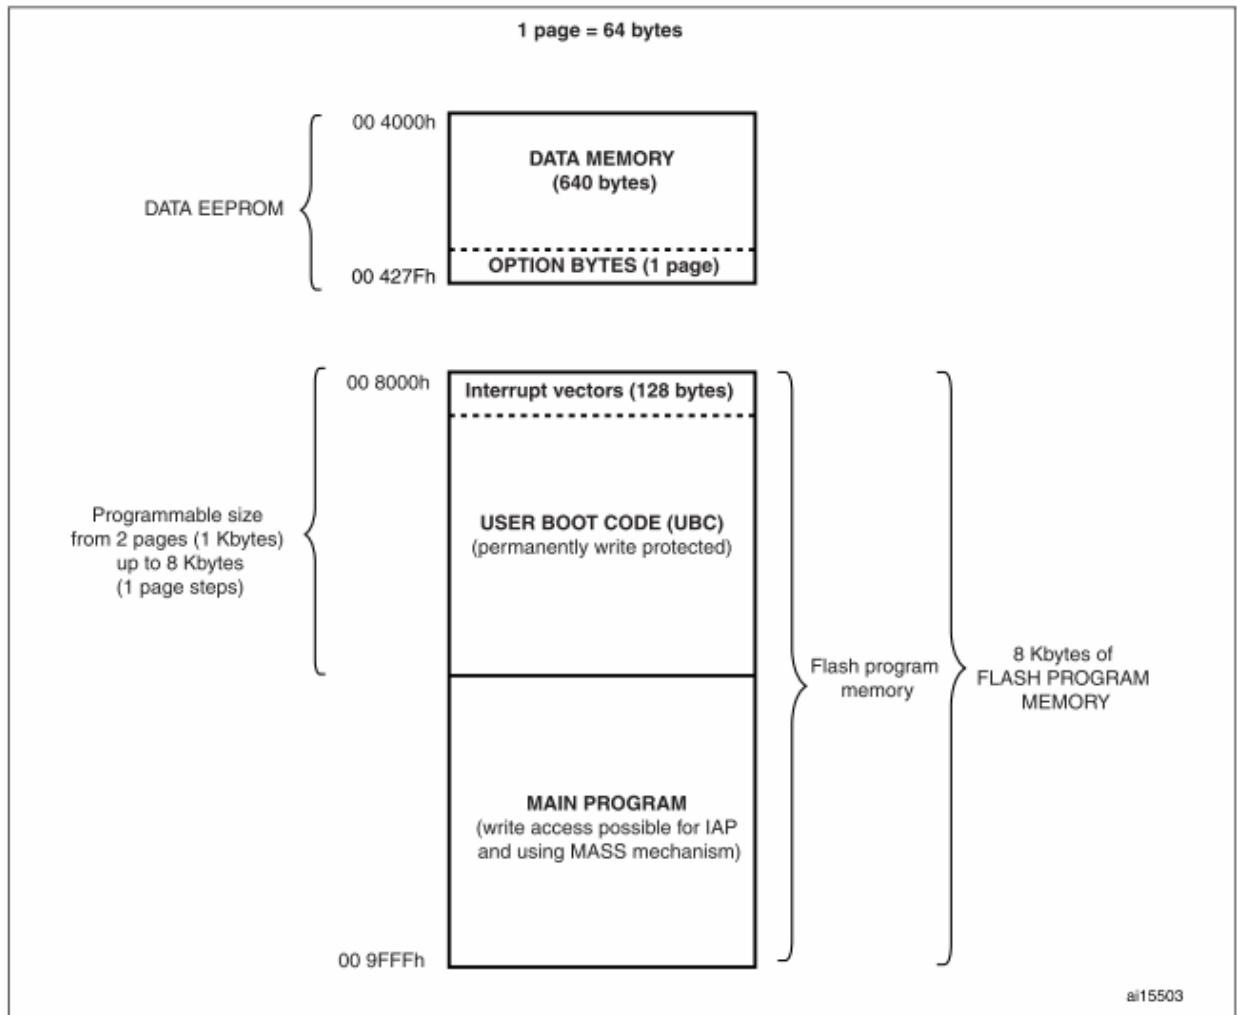 1 page = 64 bytes
00 4000h
DATA MEMORY
(640 bytes)
DATA EEPROM
OPTION BYTES (1 page)
00 427Fh
00 8000h
Interrupt vectors (128 bytes)
Programmable size
from 2 pages (1 Kbytes)
up to 8 Kbytes
(1 page steps)
USER BOOT CODE (UBC)
(permanently write protected)
Flash program
memory
8 Kbytes of
FLASH PROGRAM
MEMORY
MAIN PROGRAM
(write access possible for IAP
and using MASS mechanism)
00 9FFFh
ai15503